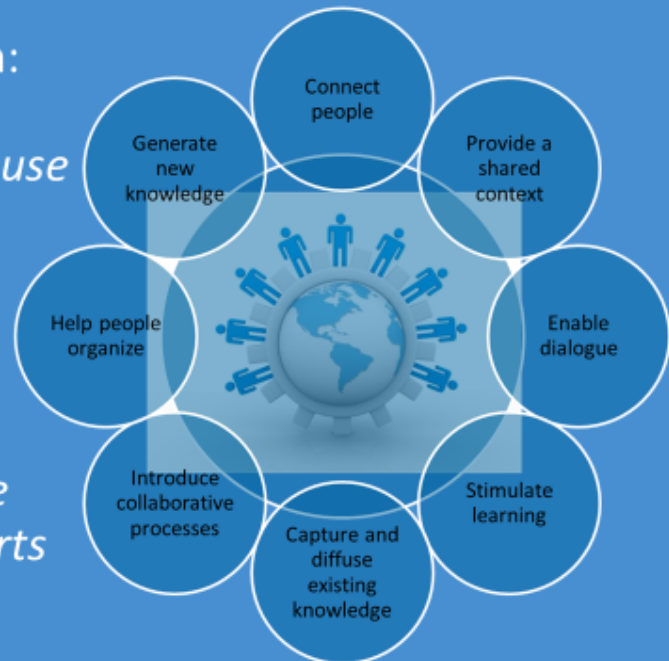 :
use
e
rts
Connect
people
Provide a
shared
context
Enable
dialogue
Stimulate
learning
Capture and
diffuse
existing
knowledge
Introduce
collaborative
processes
Help people
organize
Generate
new
knowledge